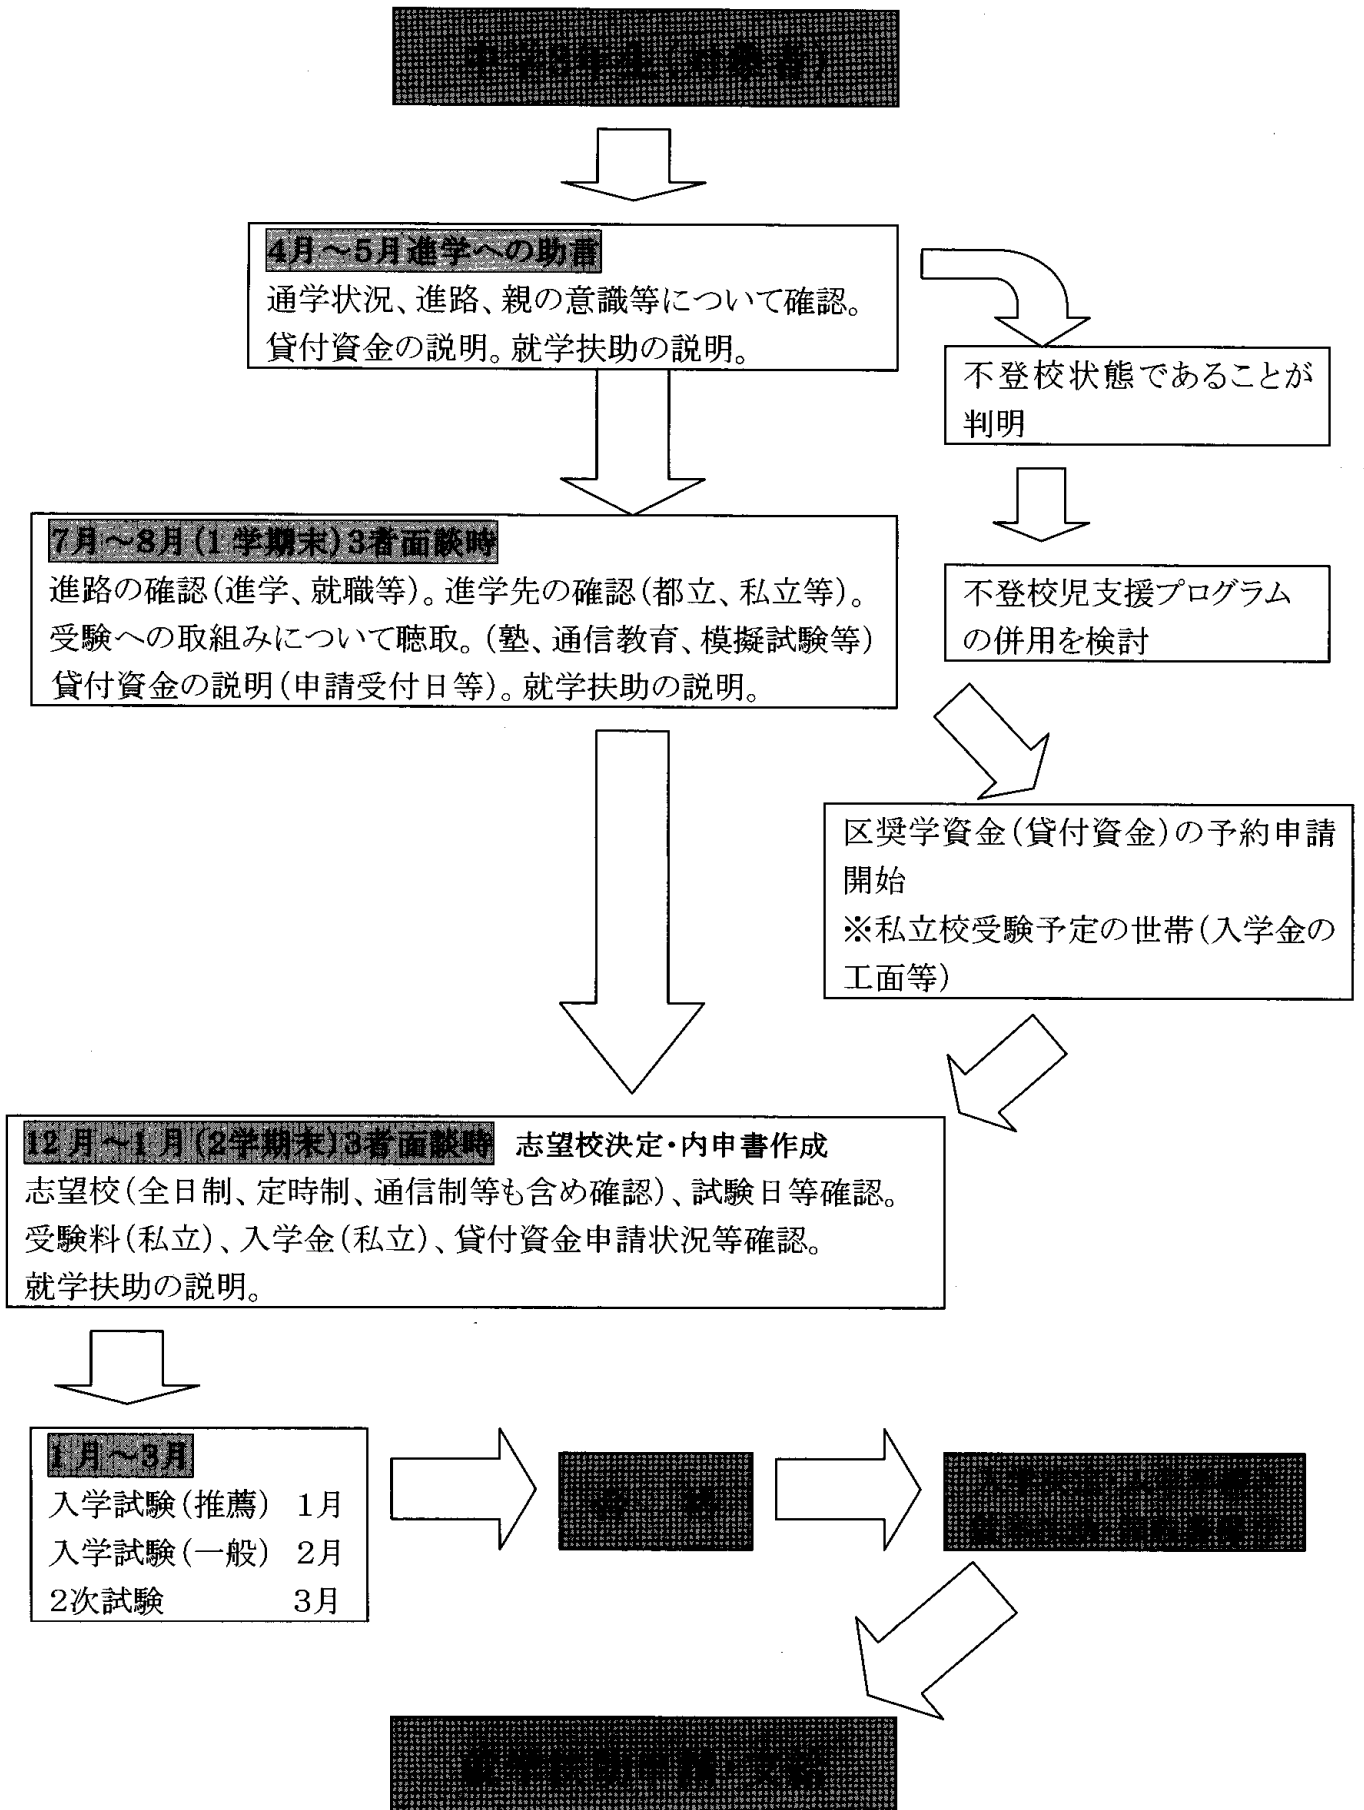 中学3年生(対象者)
4月～5月進学への助言
通学状況、進路、親の意識等について確認。
貸付資金の説明。就学扶助の説明。
不登校状態であることが
判明
7月～8月(1学期末)3者面談時
進路の確認(進学、就職等)。進学先の確認(都立、私立等)。
受験への取組みについて聴取。(塾、通信教育、模擬試験等)
貸付資金の説明(申請受付日等)。就学扶助の説明。
不登校児支援プログラム
の併用を検討
区奨学資金(貸付資金)の予約申請
開始
※私立校受験予定の世帯(入学金の
工面等)
12月～1月(2学期末)3者面談時 志望校決定・内申書作成
志望校(全日制、定時制、通信制等も含め確認)、試験日等確認。
受験料(私立)、入学金(私立)、貸付資金申請状況等確認。
就学扶助の説明。
1月～3月
入学試験(推薦) 1月
入学試験(一般) 2月
2次試験 3月
合 格